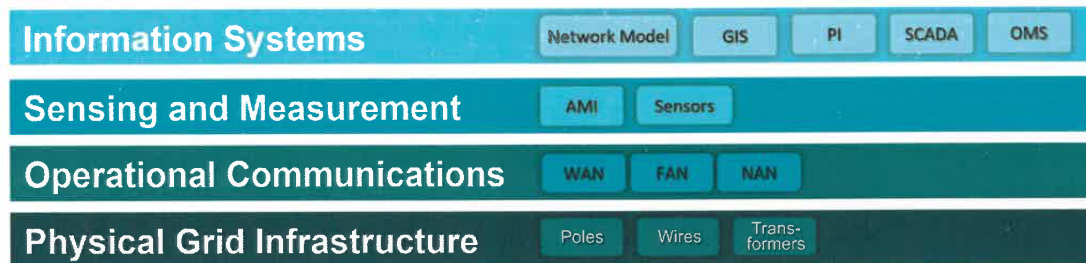 Information Systems Network Model GIS PI SCADA OMS
Sensing and Measurement AMI Sensors
Operational Communications WAN FAN NAN
Physical Grid Infrastructure Poles Wires Trans-
formers